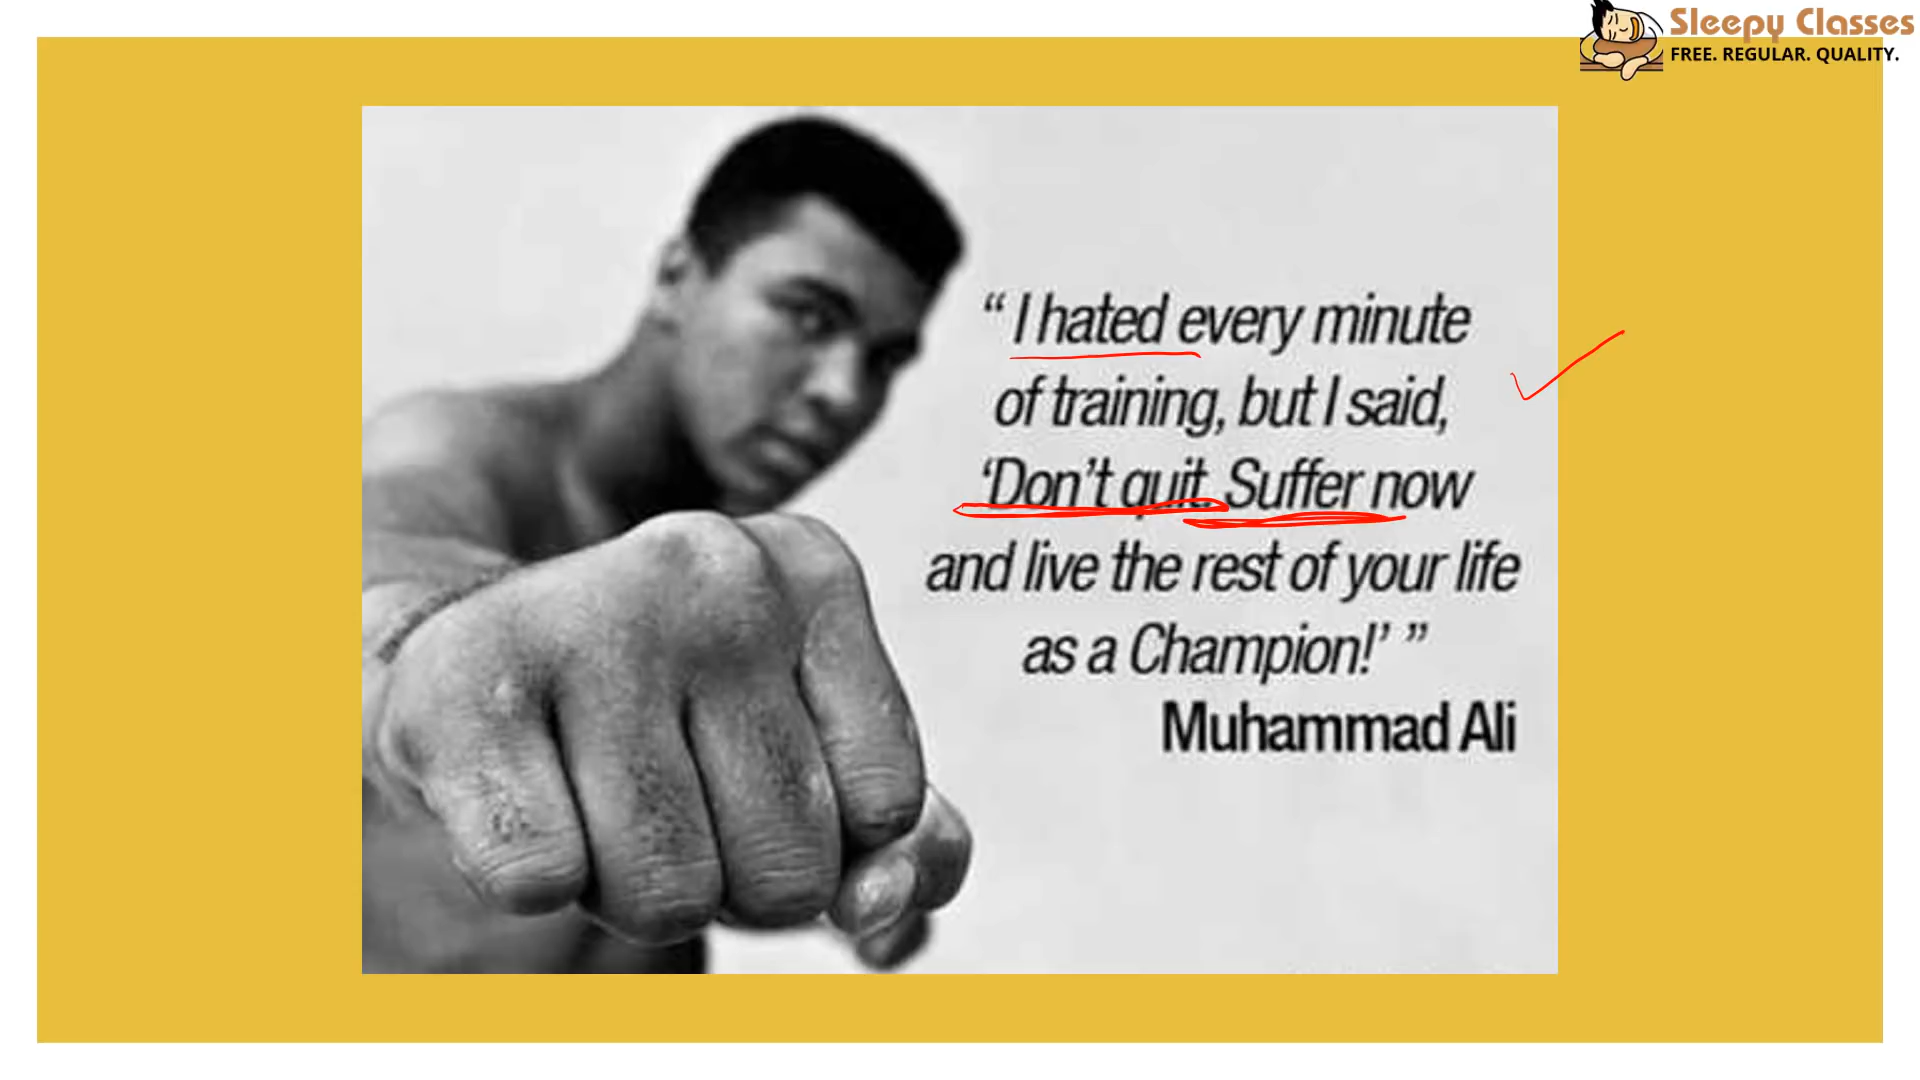 Sleepy Classes
FREE. REGULAR. QUALITY.
“ I hated every minute
of training, but I said,
‘Don’t quit. Suffer now
and live the rest of your life
as a Champion!’ ”
Muhammad Ali